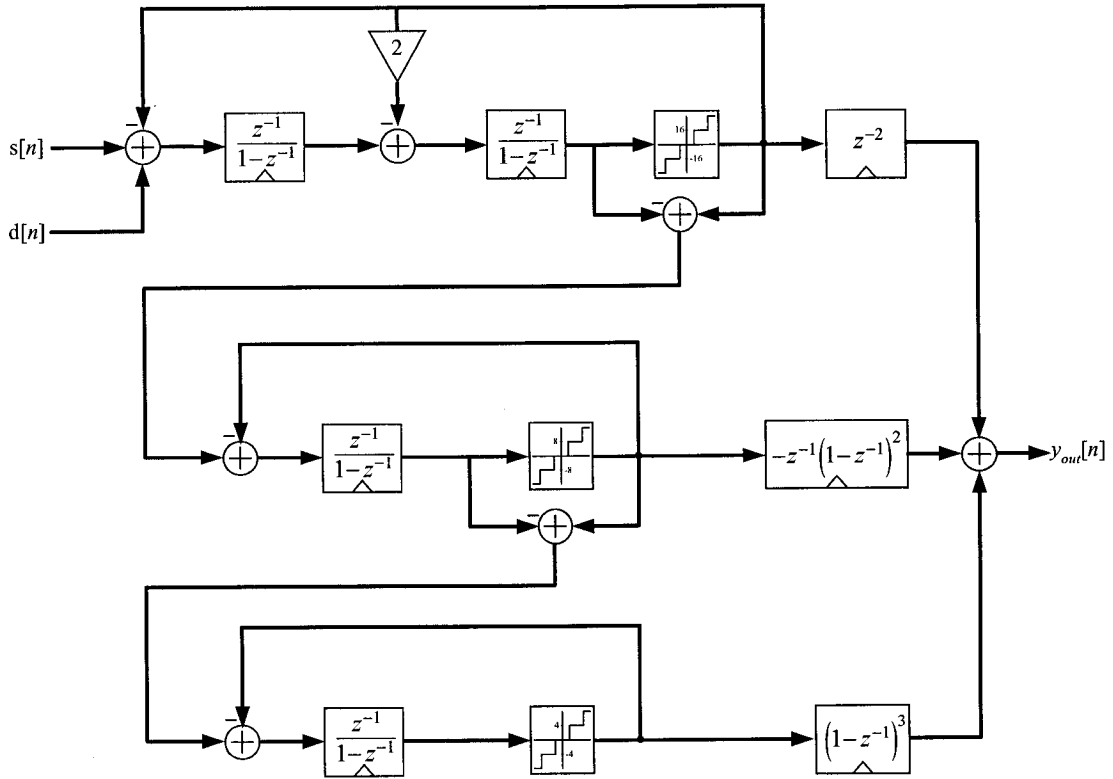 2
s[n]
d[n]
z⁻¹
1−z⁻¹
z⁻¹
1−z⁻¹
16
-16
z⁻²
−
+
−
+
−
+
−
+
z⁻¹
1−z⁻¹
8
-8
−z⁻¹(1−z⁻¹)²
+
y_out[n]
−
+
−
+
z⁻¹
1−z⁻¹
4
-4
(1−z⁻¹)³